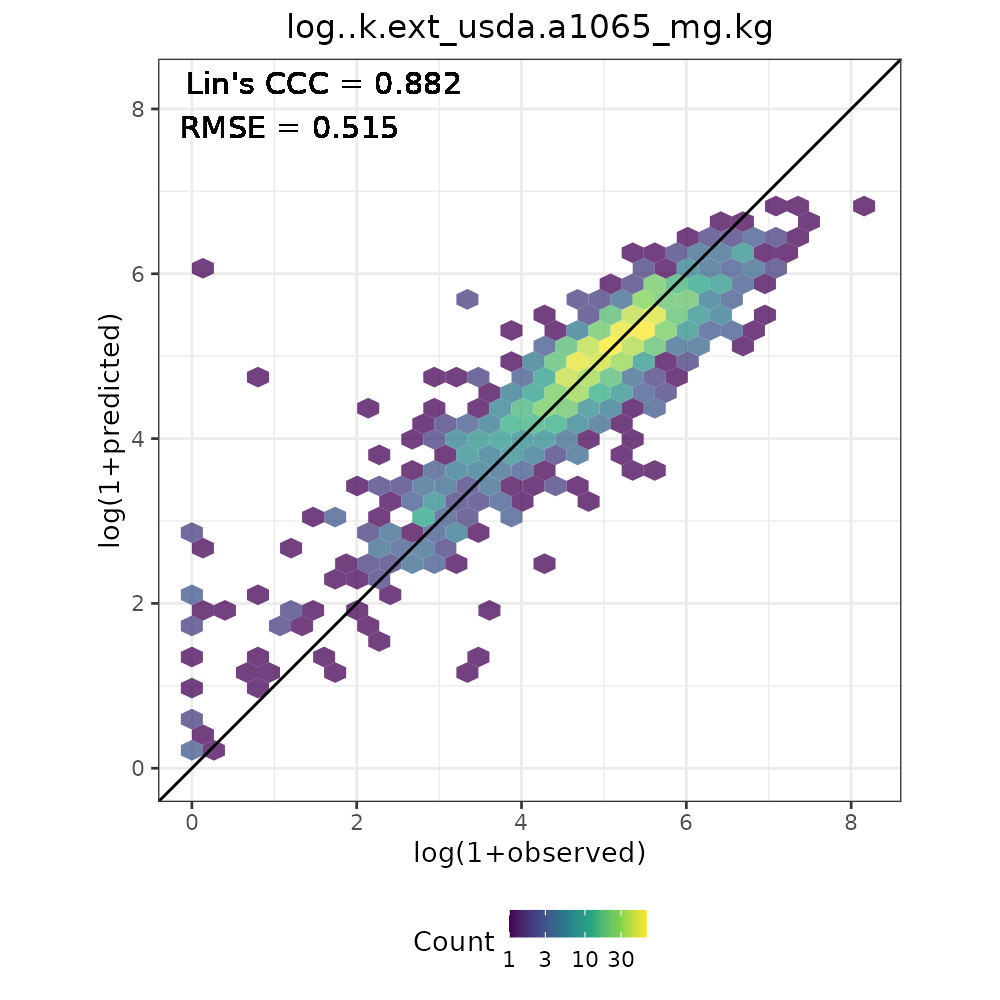 log..k.ext_usda.a1065_mg.kg
Lin's CCC = 0.882
RMSE = 0.515
8
6
4
2
0
log(1+predicted)
0 2 4 6 8
log(1+observed)
Count
1 3 10 30